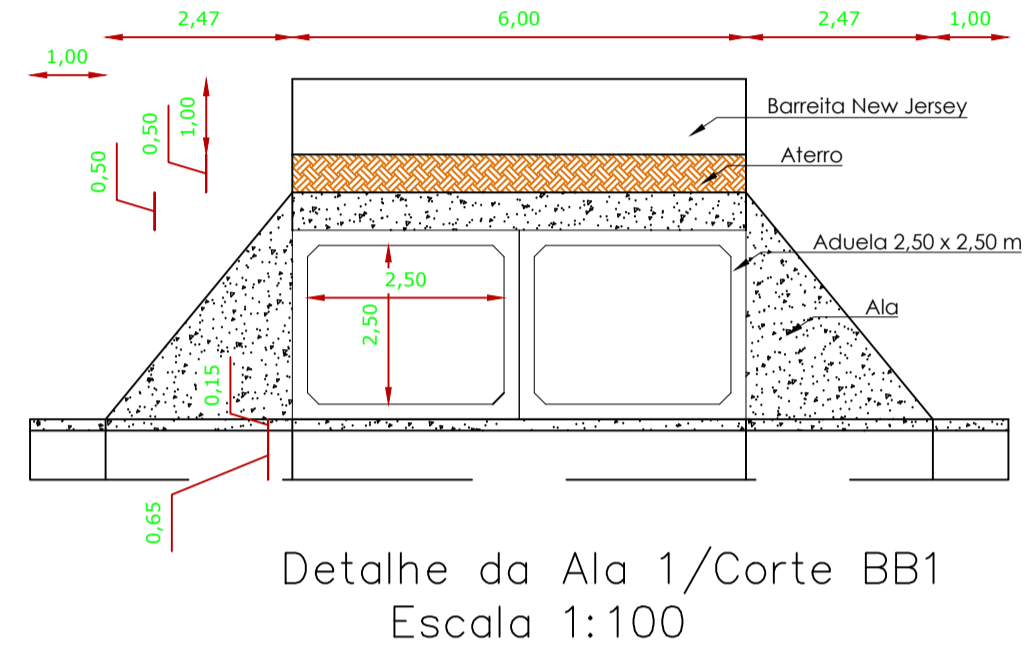 2,47
6,00
2,47
1,00
1,00
1,00
0,50
0,50
Barreita New Jersey
Aterro
Aduela 2,50 x 2,50 m
2,50
2,50
Ala
0,15
0,65
Detalhe da Ala 1/Corte BB1
Escala 1:100